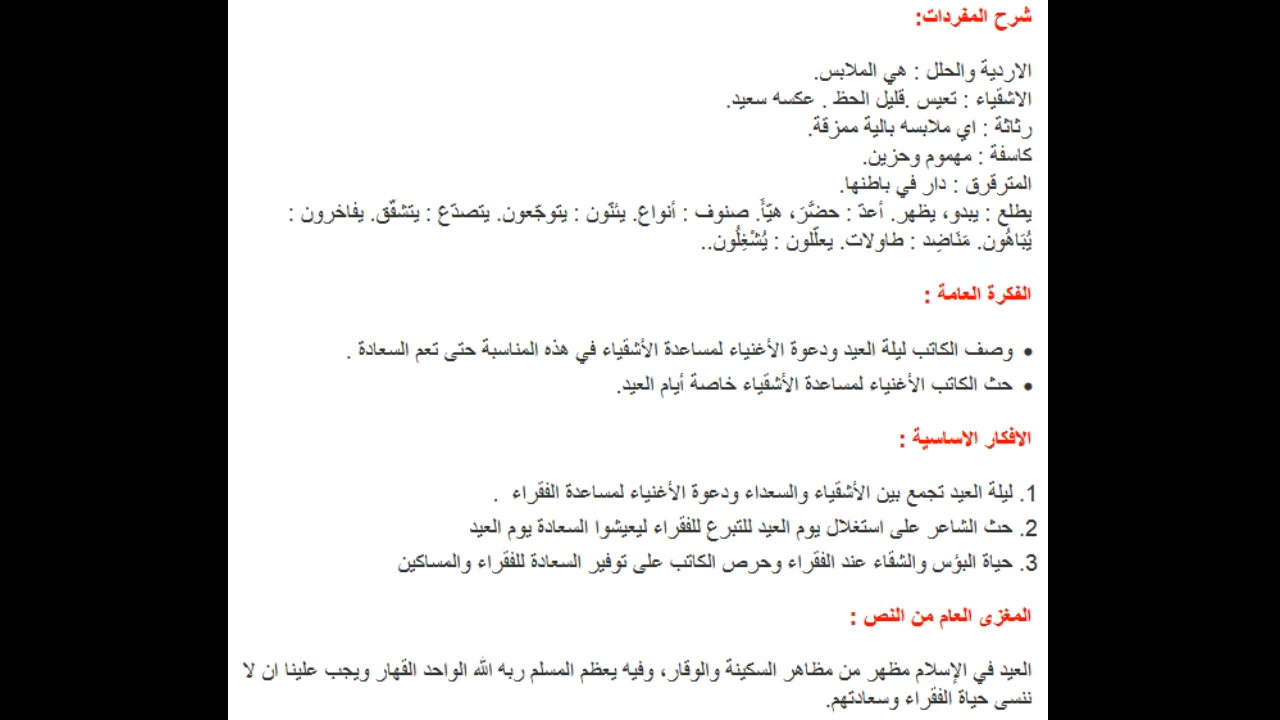 شرح المفردات:
الاردية والحلل : هي الملابس.
الاشقياء : تعيس .قليل الحظ . عكسه سعيد.
رثاثة : اي ملابسه بالية ممزقة.
كاسفة : مهموم وحزين.
المترقرق : دار في باطنها.
يطلع : يبدو، يظهر. أعدّ : حضَّرَ، هيّأَ. صنوف : أنواع. يئنّون : يتوجّعون. يتصدّع : يتشقّق. يفاخرون :
يُبَاهُون. مَنَاضِد : طاولات. يعلّلون : يُشْغِلُون..
الفكرة العامة :
• وصف الكاتب ليلة العيد ودعوة الأغنياء لمساعدة الأشقياء في هذه المناسبة حتى تعم السعادة .
• حث الكاتب الأغنياء لمساعدة الأشقياء خاصة أيام العيد.
الافكار الاساسية :
1. ليلة العيد تجمع بين الأشقياء والسعداء ودعوة الأغنياء لمساعدة الفقراء .
2. حث الشاعر على استغلال يوم العيد للتبرع للفقراء ليعيشوا السعادة يوم العيد
3. حياة البؤس والشقاء عند الفقراء وحرص الكاتب على توفير السعادة للفقراء والمساكين
المغزى العام من النص :
العيد في الإسلام مظهر من مظاهر السكينة والوقار، وفيه يعظم المسلم ربه الله الواحد القهار ويجب علينا ان لا
ننسى حياة الفقراء وسعادتهم.